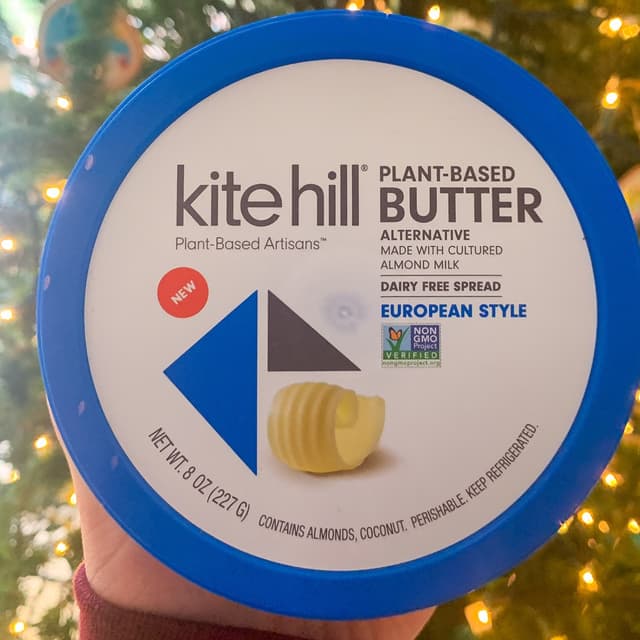 kite hill®
Plant-Based Artisans™
PLANT-BASED
BUTTER
ALTERNATIVE
MADE WITH CULTURED
ALMOND MILK
DAIRY FREE SPREAD
EUROPEAN STYLE
NON
GMO
Project
VERIFIED
nongmoproject.org
NEW
NET WT. 8 OZ (227 G)
CONTAINS ALMONDS, COCONUT. PERISHABLE. KEEP REFRIGERATED.